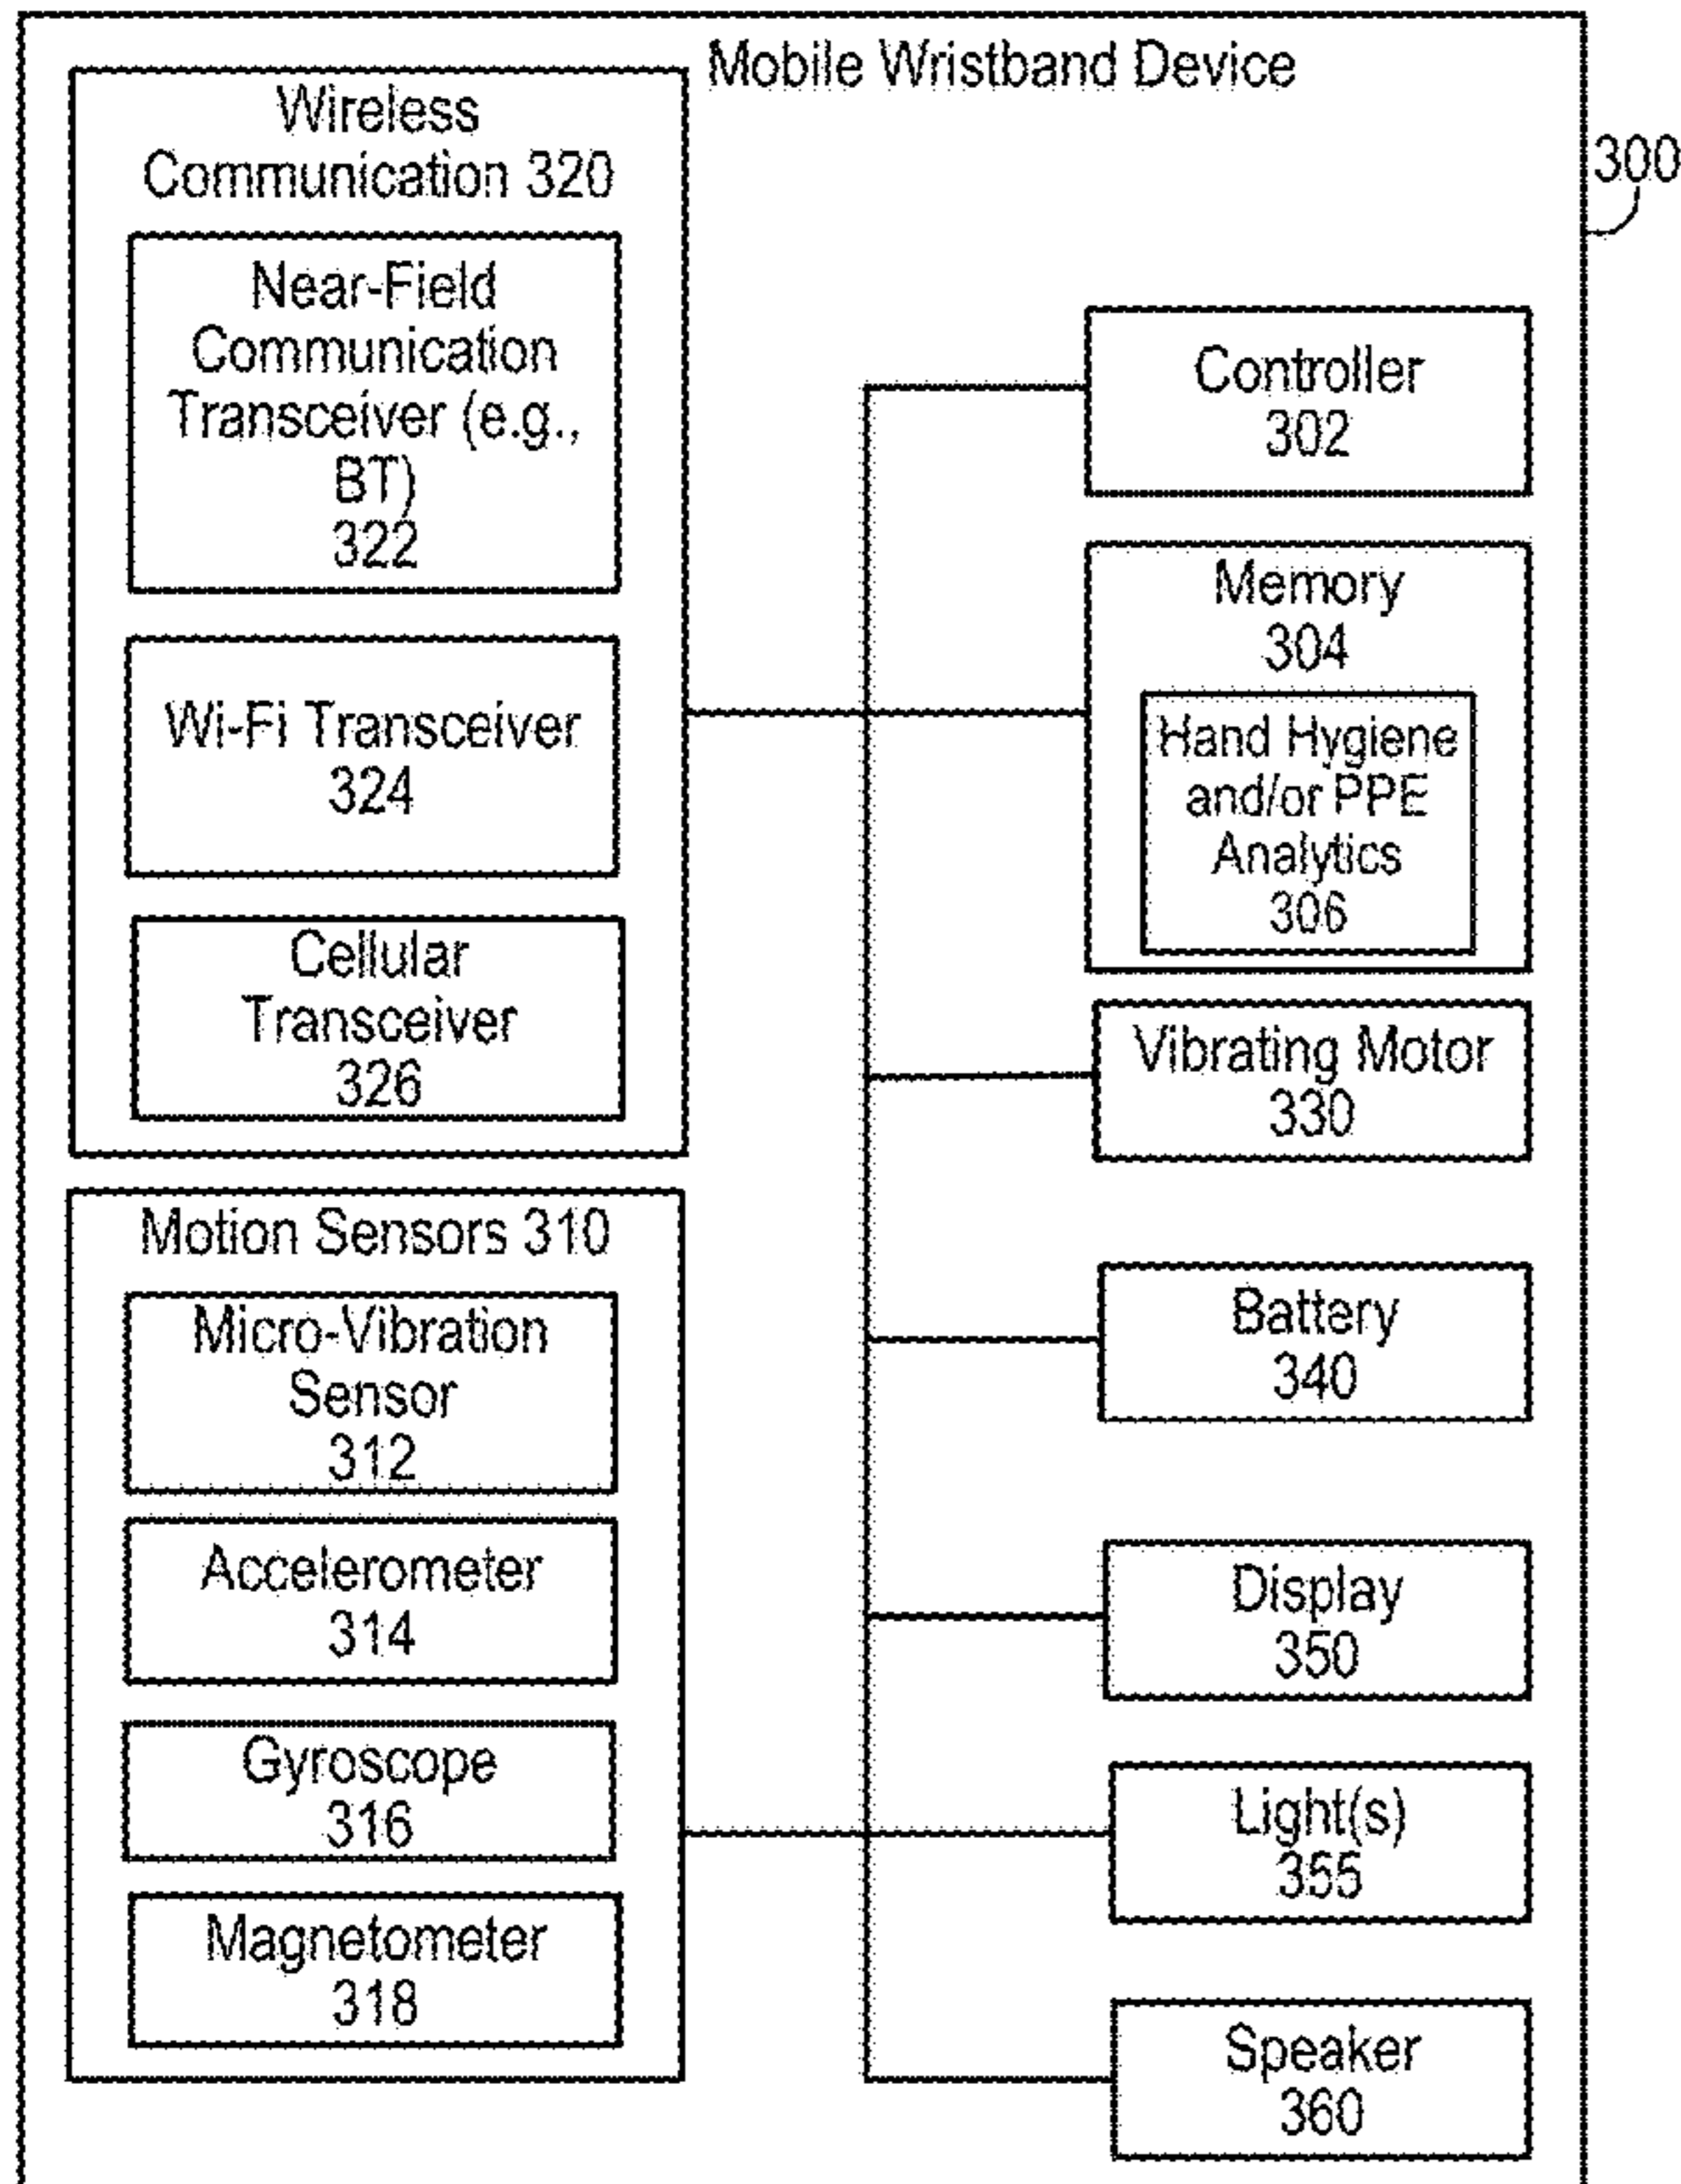 Mobile Wristband Device
300
Wireless
Communication 320
Near-Field
Communication
Transceiver (e.g.,
BT)
322
Wi-Fi Transceiver
324
Cellular
Transceiver
326
Motion Sensors 310
Micro-Vibration
Sensor
312
Accelerometer
314
Gyroscope
316
Magnetometer
318
Controller
302
Memory
304
Hand Hygiene
and/or PPE
Analytics
306
Vibrating Motor
330
Battery
340
Display
350
Light(s)
355
Speaker
360